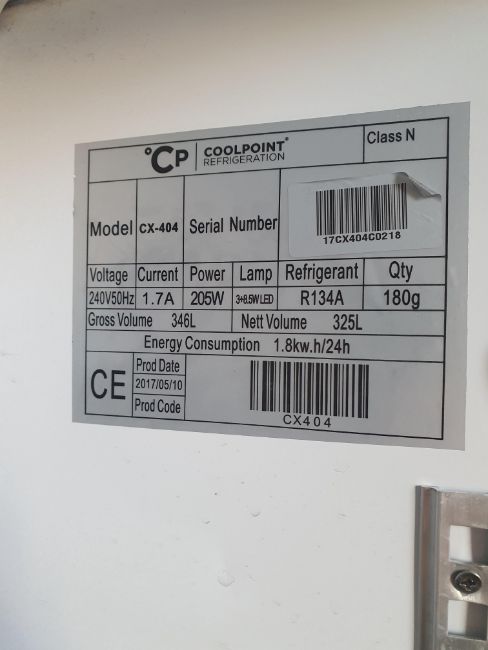 °CP COOLPOINT®
REFRIGERATION
Class N
Model CX-404 Serial Number
17CX404C0218
Voltage Current Power Lamp Refrigerant Qty
240V50Hz 1.7A 205W 3+8.5W LED R134A 180g
Gross Volume 346L Nett Volume 325L
Energy Consumption 1.8kw.h/24h
CE
Prod Date
2017/05/10
Prod Code
CX404